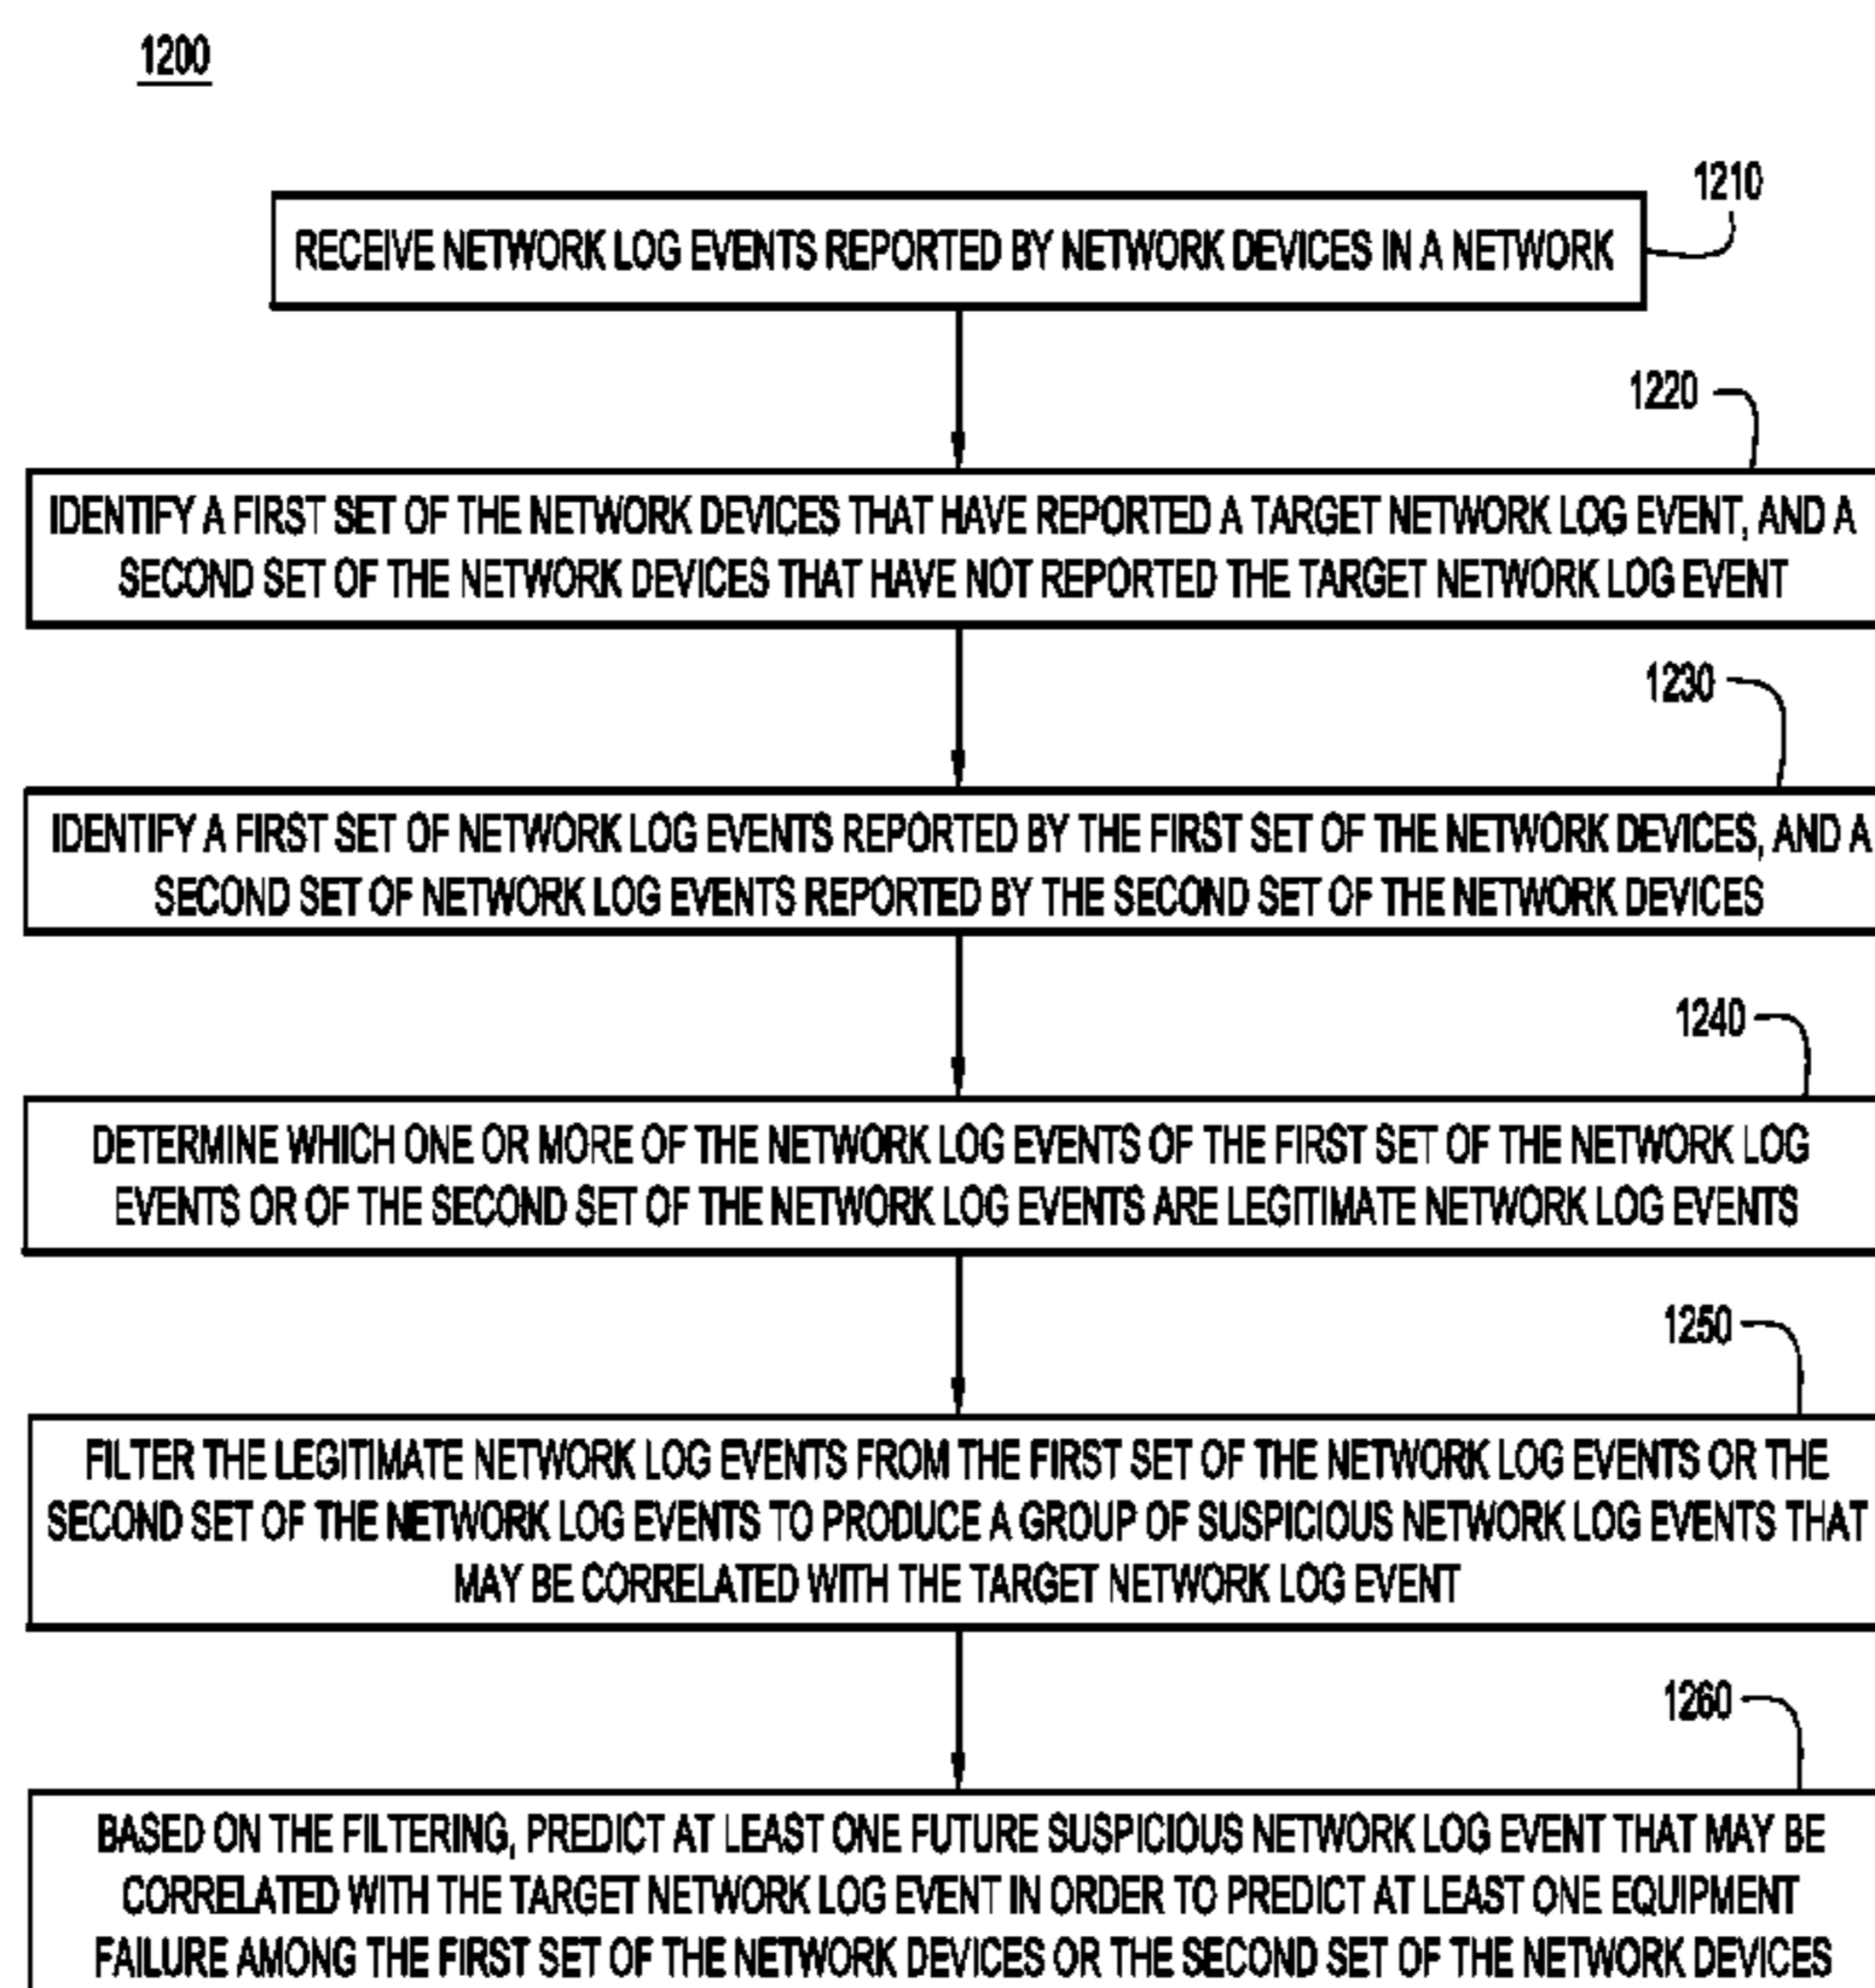 1200
1210
RECEIVE NETWORK LOG EVENTS REPORTED BY NETWORK DEVICES IN A NETWORK
1220
IDENTIFY A FIRST SET OF THE NETWORK DEVICES THAT HAVE REPORTED A TARGET NETWORK LOG EVENT, AND A
SECOND SET OF THE NETWORK DEVICES THAT HAVE NOT REPORTED THE TARGET NETWORK LOG EVENT
1230
IDENTIFY A FIRST SET OF NETWORK LOG EVENTS REPORTED BY THE FIRST SET OF THE NETWORK DEVICES, AND A
SECOND SET OF NETWORK LOG EVENTS REPORTED BY THE SECOND SET OF THE NETWORK DEVICES
1240
DETERMINE WHICH ONE OR MORE OF THE NETWORK LOG EVENTS OF THE FIRST SET OF THE NETWORK LOG
EVENTS OR OF THE SECOND SET OF THE NETWORK LOG EVENTS ARE LEGITIMATE NETWORK LOG EVENTS
1250
FILTER THE LEGITIMATE NETWORK LOG EVENTS FROM THE FIRST SET OF THE NETWORK LOG EVENTS OR THE
SECOND SET OF THE NETWORK LOG EVENTS TO PRODUCE A GROUP OF SUSPICIOUS NETWORK LOG EVENTS THAT
MAY BE CORRELATED WITH THE TARGET NETWORK LOG EVENT
1260
BASED ON THE FILTERING, PREDICT AT LEAST ONE FUTURE SUSPICIOUS NETWORK LOG EVENT THAT MAY BE
CORRELATED WITH THE TARGET NETWORK LOG EVENT IN ORDER TO PREDICT AT LEAST ONE EQUIPMENT
FAILURE AMONG THE FIRST SET OF THE NETWORK DEVICES OR THE SECOND SET OF THE NETWORK DEVICES